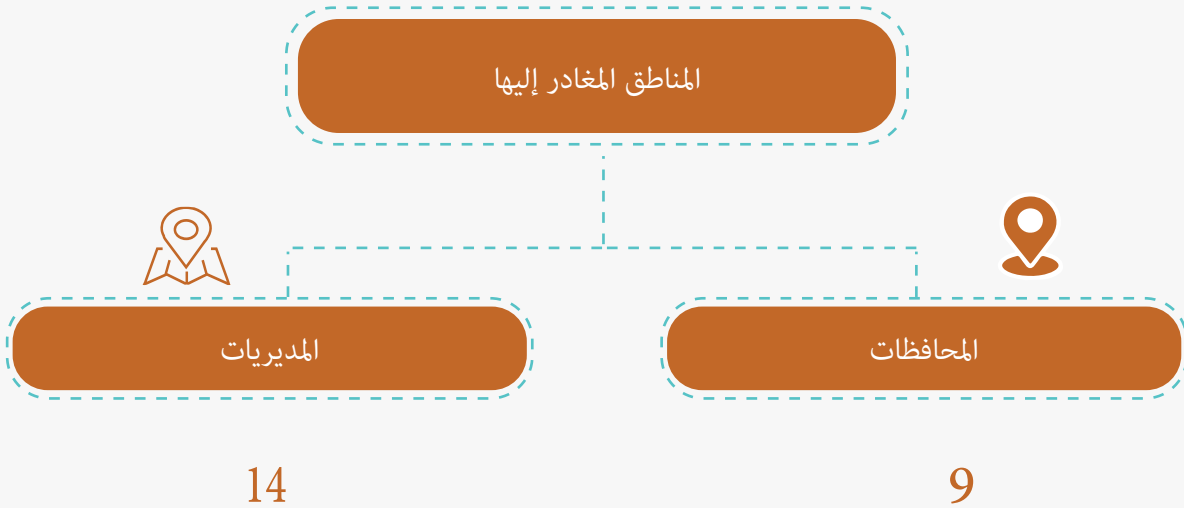 المناطق المغادر إليها
المحافظات
المديريات
9
14